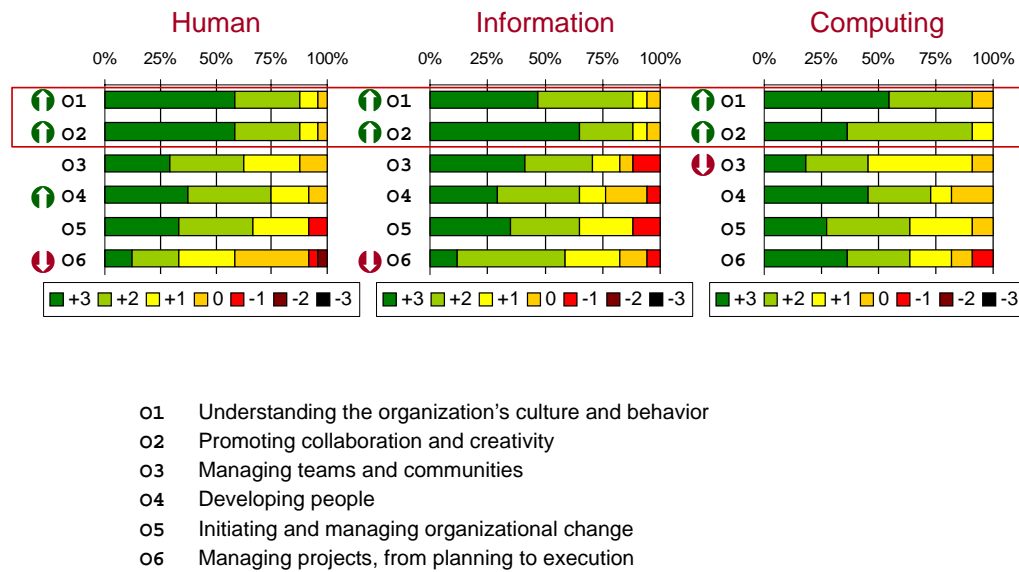 Human Information Computing
0% 25% 50% 75% 100% 0% 25% 50% 75% 100% 0% 25% 50% 75% 100%
O1 O1 O1
O2 O2 O2
O3 O3 O3
O4 O4 O4
O5 O5 O5
O6 O6 O6
+3 +2 +1 0 -1 -2 -3 +3 +2 +1 0 -1 -2 -3 +3 +2 +1 0 -1 -2 -3
O1 Understanding the organization’s culture and behavior
O2 Promoting collaboration and creativity
O3 Managing teams and communities
O4 Developing people
O5 Initiating and managing organizational change
O6 Managing projects, from planning to execution